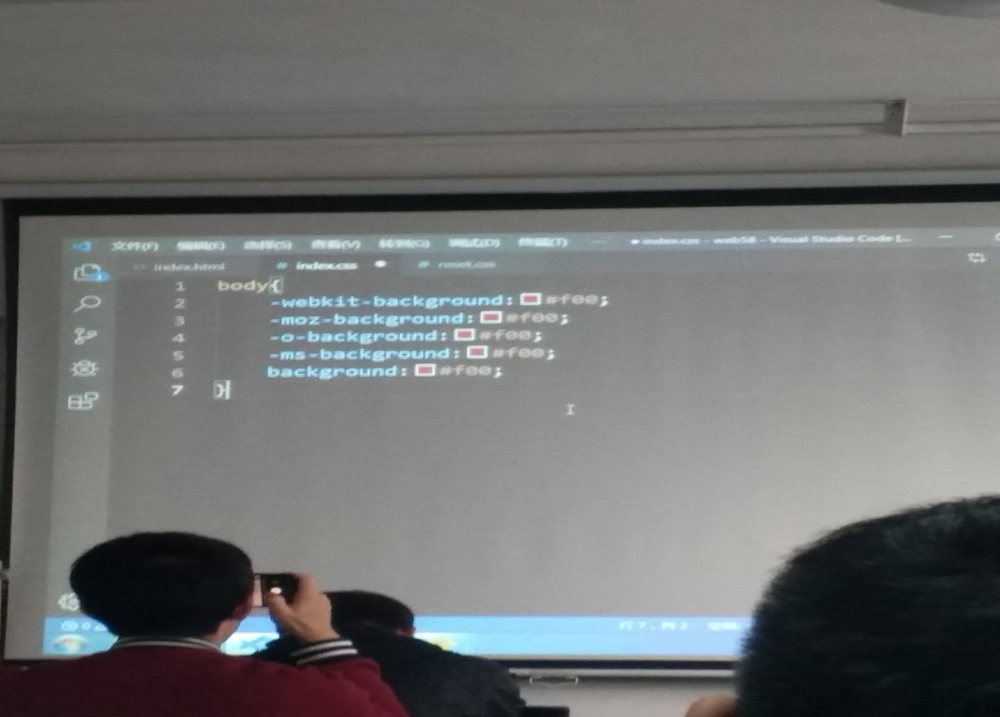 文件(F) 编辑(E) 选择(S) 查看(V) 转到(G) 调试(D) 终端(T) ··· ● index.css - web58 - Visual Studio Code [...
index.html # index.css ● # reset.css
1 body{
2 -webkit-background: #f00;
3 -moz-background: #f00;
4 -o-background: #f00;
5 -ms-background: #f00;
6 background: #f00;
7 }
0 行 7，列 2